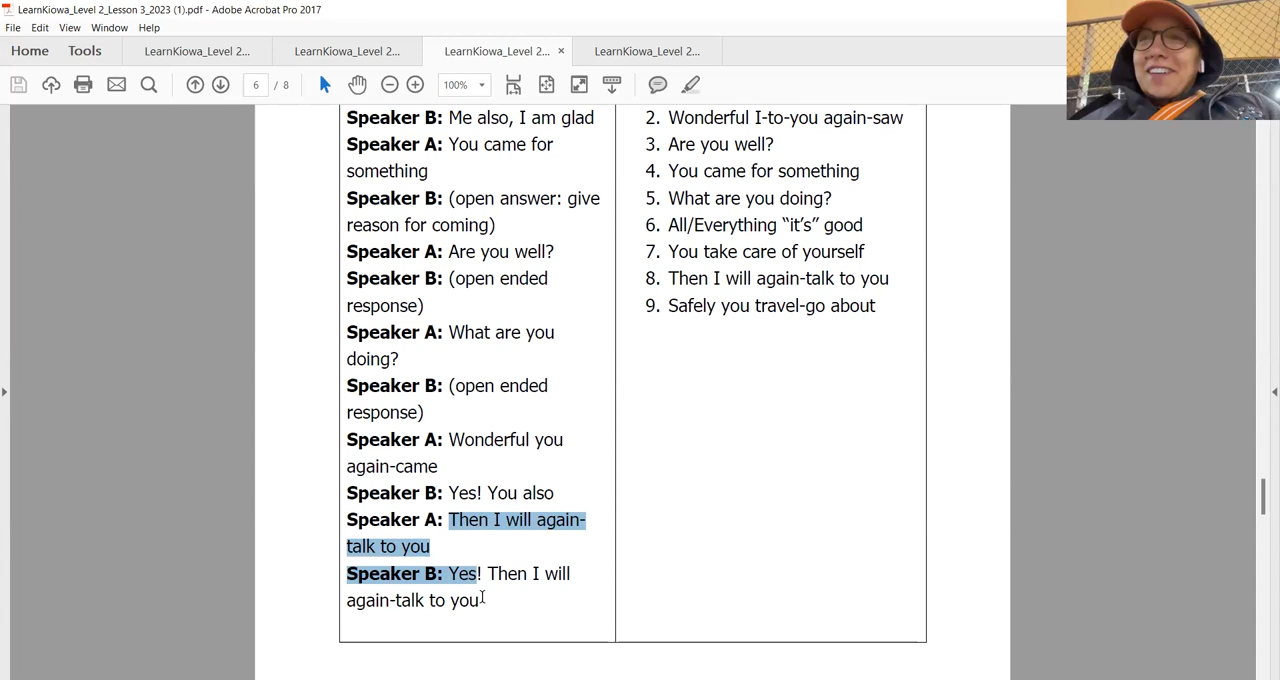 LearnKiowa_Level 2_Lesson 3_2023 (1).pdf - Adobe Acrobat Pro 2017
File Edit View Window Help
Home Tools LearnKiowa_Level 2... LearnKiowa_Level 2... LearnKiowa_Level 2... × LearnKiowa_Level 2...
6 / 8 100%
Speaker B: Me also, I am glad
Speaker A: You came for
something
Speaker B: (open answer: give
reason for coming)
Speaker A: Are you well?
Speaker B: (open ended
response)
Speaker A: What are you
doing?
Speaker B: (open ended
response)
Speaker A: Wonderful you
again-came
Speaker B: Yes! You also
Speaker A: Then I will again-
talk to you
Speaker B: Yes! Then I will
again-talk to you
2. Wonderful I-to-you again-saw
3. Are you well?
4. You came for something
5. What are you doing?
6. All/Everything “it’s” good
7. You take care of yourself
8. Then I will again-talk to you
9. Safely you travel-go about